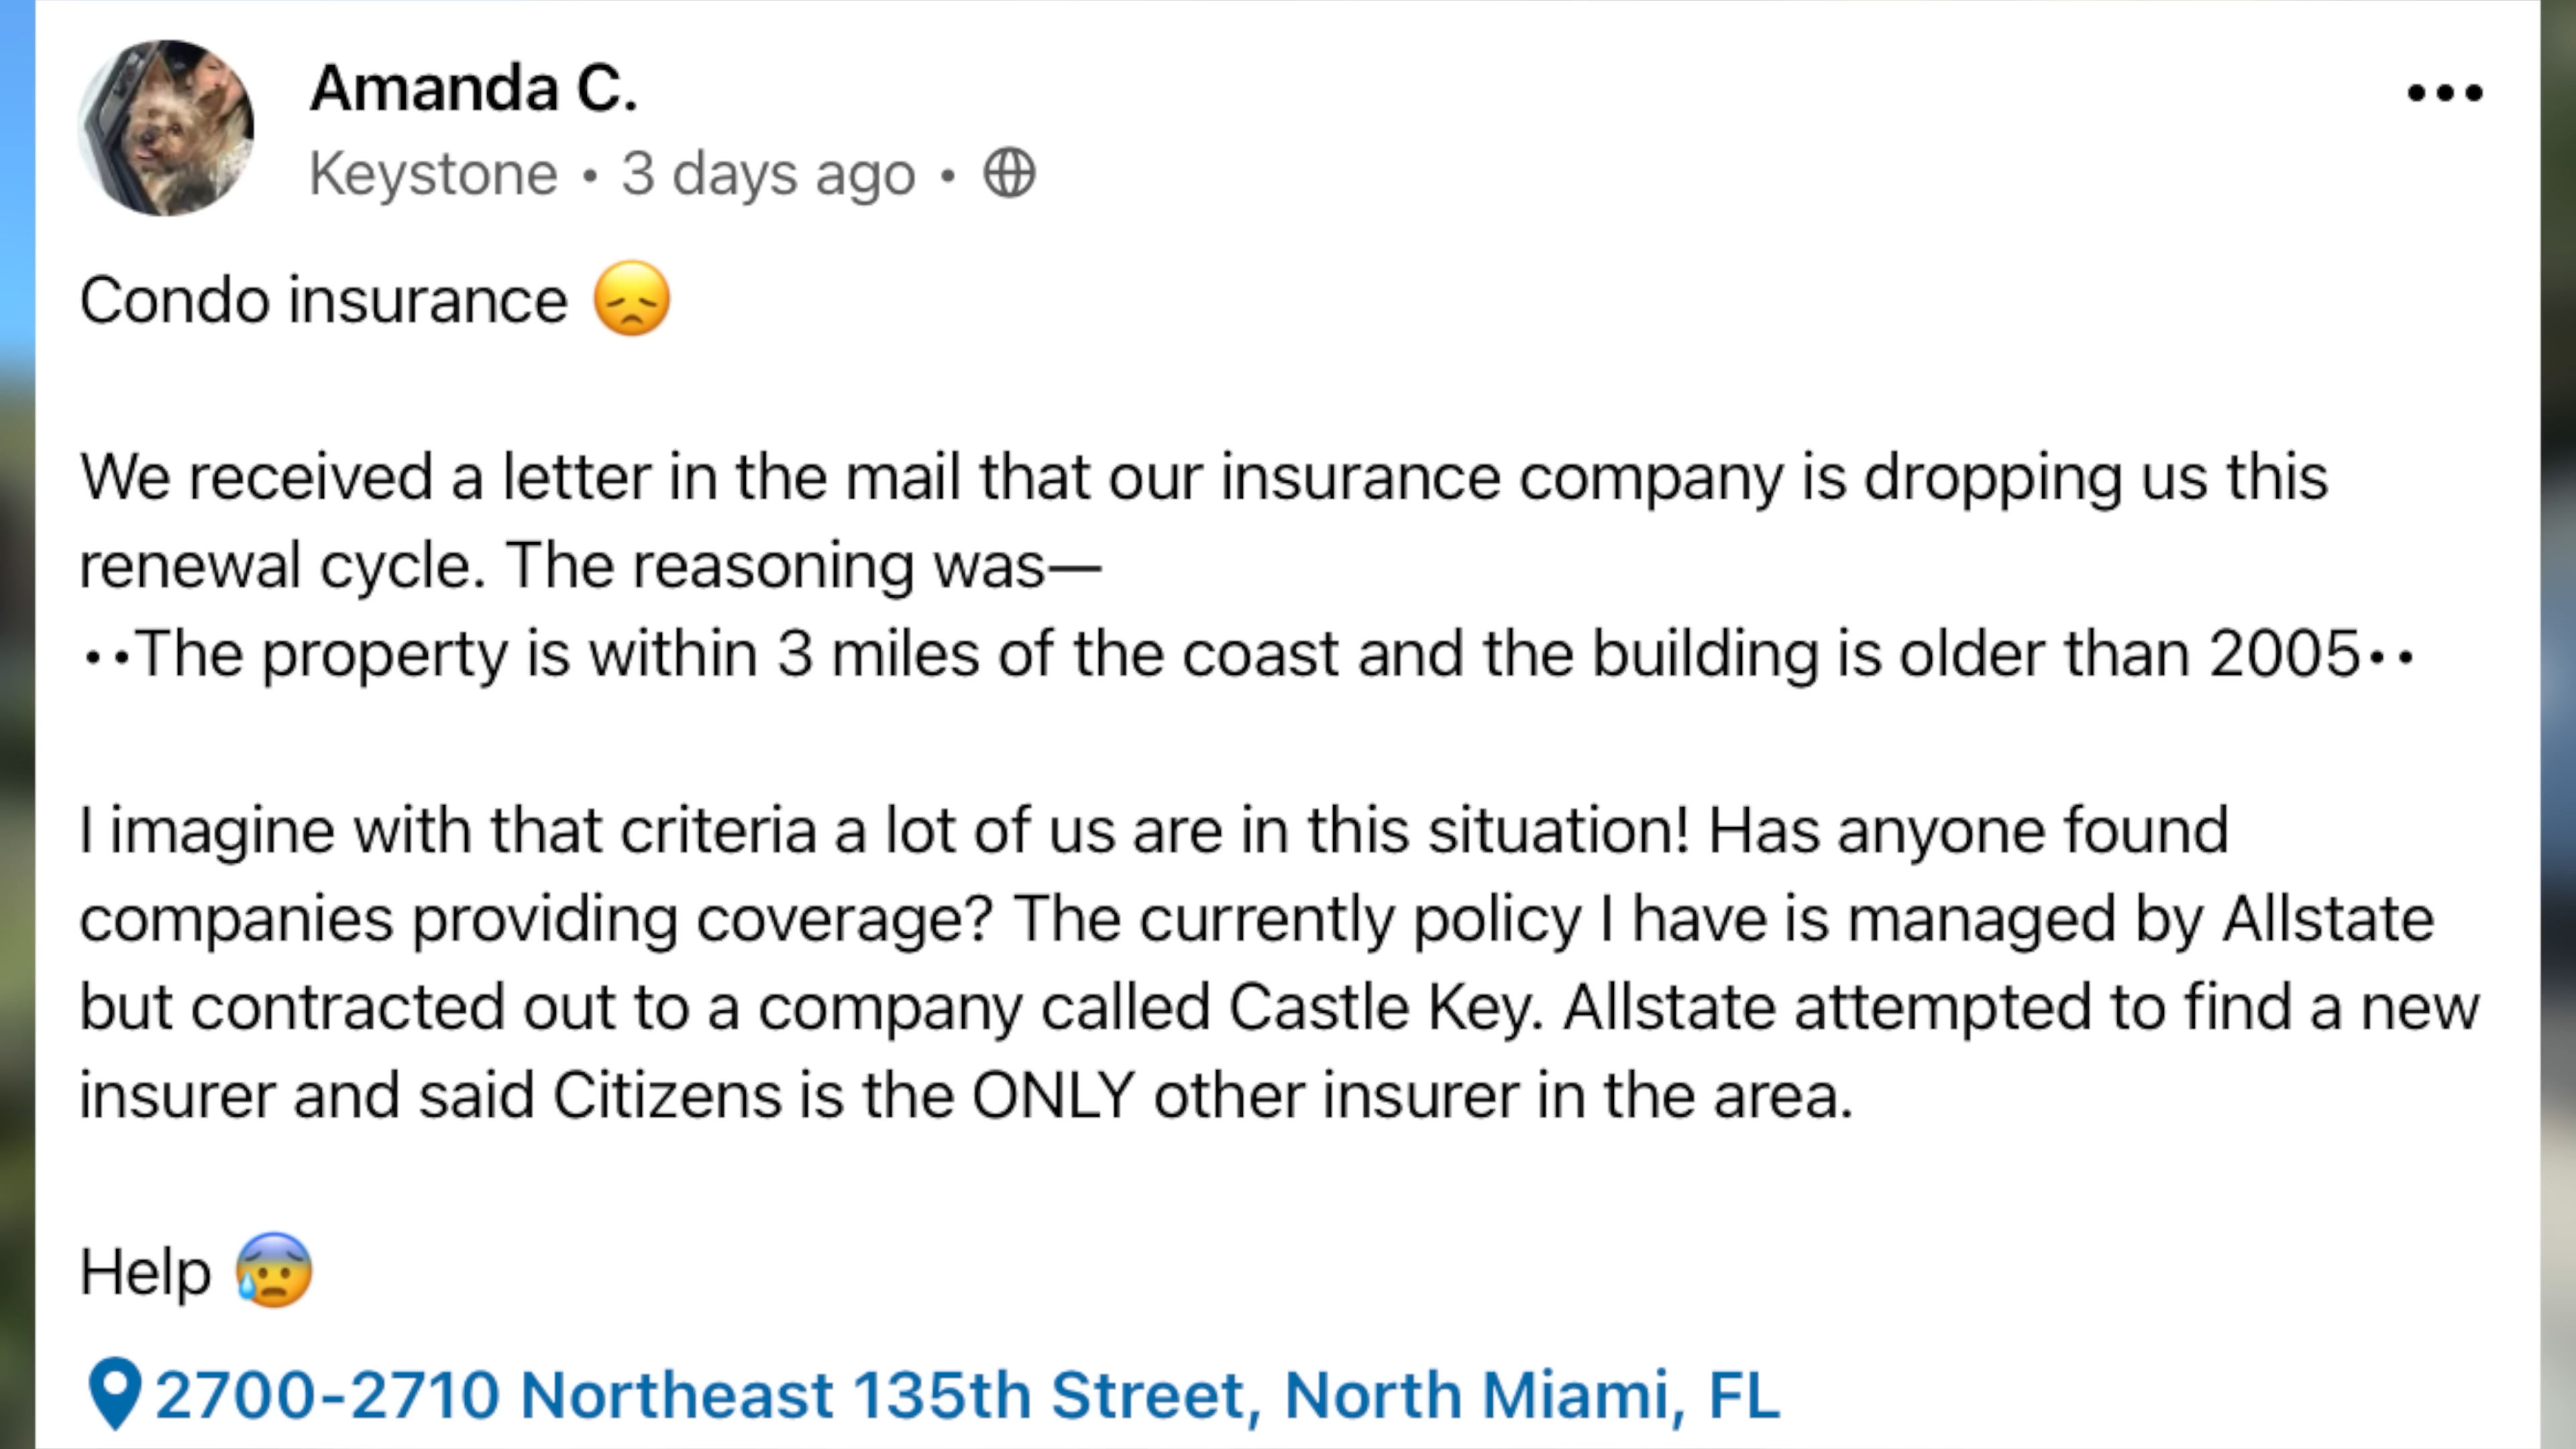 Amanda C.
Keystone • 3 days ago •
Condo insurance 😞
We received a letter in the mail that our insurance company is dropping us this
renewal cycle. The reasoning was—
••The property is within 3 miles of the coast and the building is older than 2005••
I imagine with that criteria a lot of us are in this situation! Has anyone found
companies providing coverage? The currently policy I have is managed by Allstate
but contracted out to a company called Castle Key. Allstate attempted to find a new
insurer and said Citizens is the ONLY other insurer in the area.
Help 😰
2700-2710 Northeast 135th Street, North Miami, FL